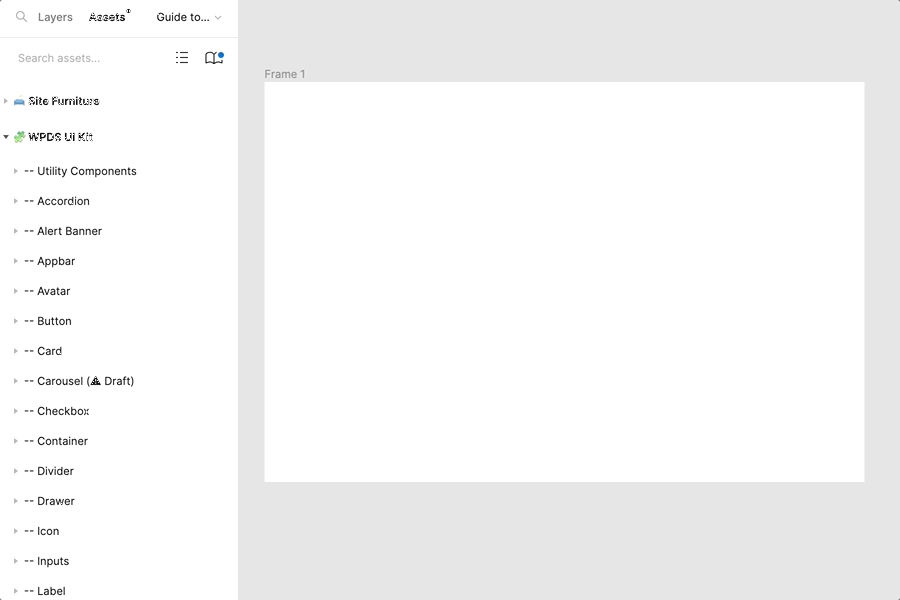 Layers Assets Guide to...
Search assets...
Frame 1
Site Furniture
WPDS UI Kit
-- Utility Components
-- Accordion
-- Alert Banner
-- Appbar
-- Avatar
-- Button
-- Card
-- Carousel (⚠ Draft)
-- Checkbox
-- Container
-- Divider
-- Drawer
-- Icon
-- Inputs
-- Label